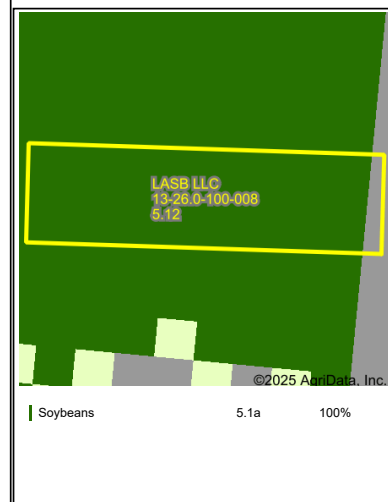 LASB LLC
13-26.0-100-008
5.12
©2025 AgriData, Inc.
Soybeans 5.1a 100%